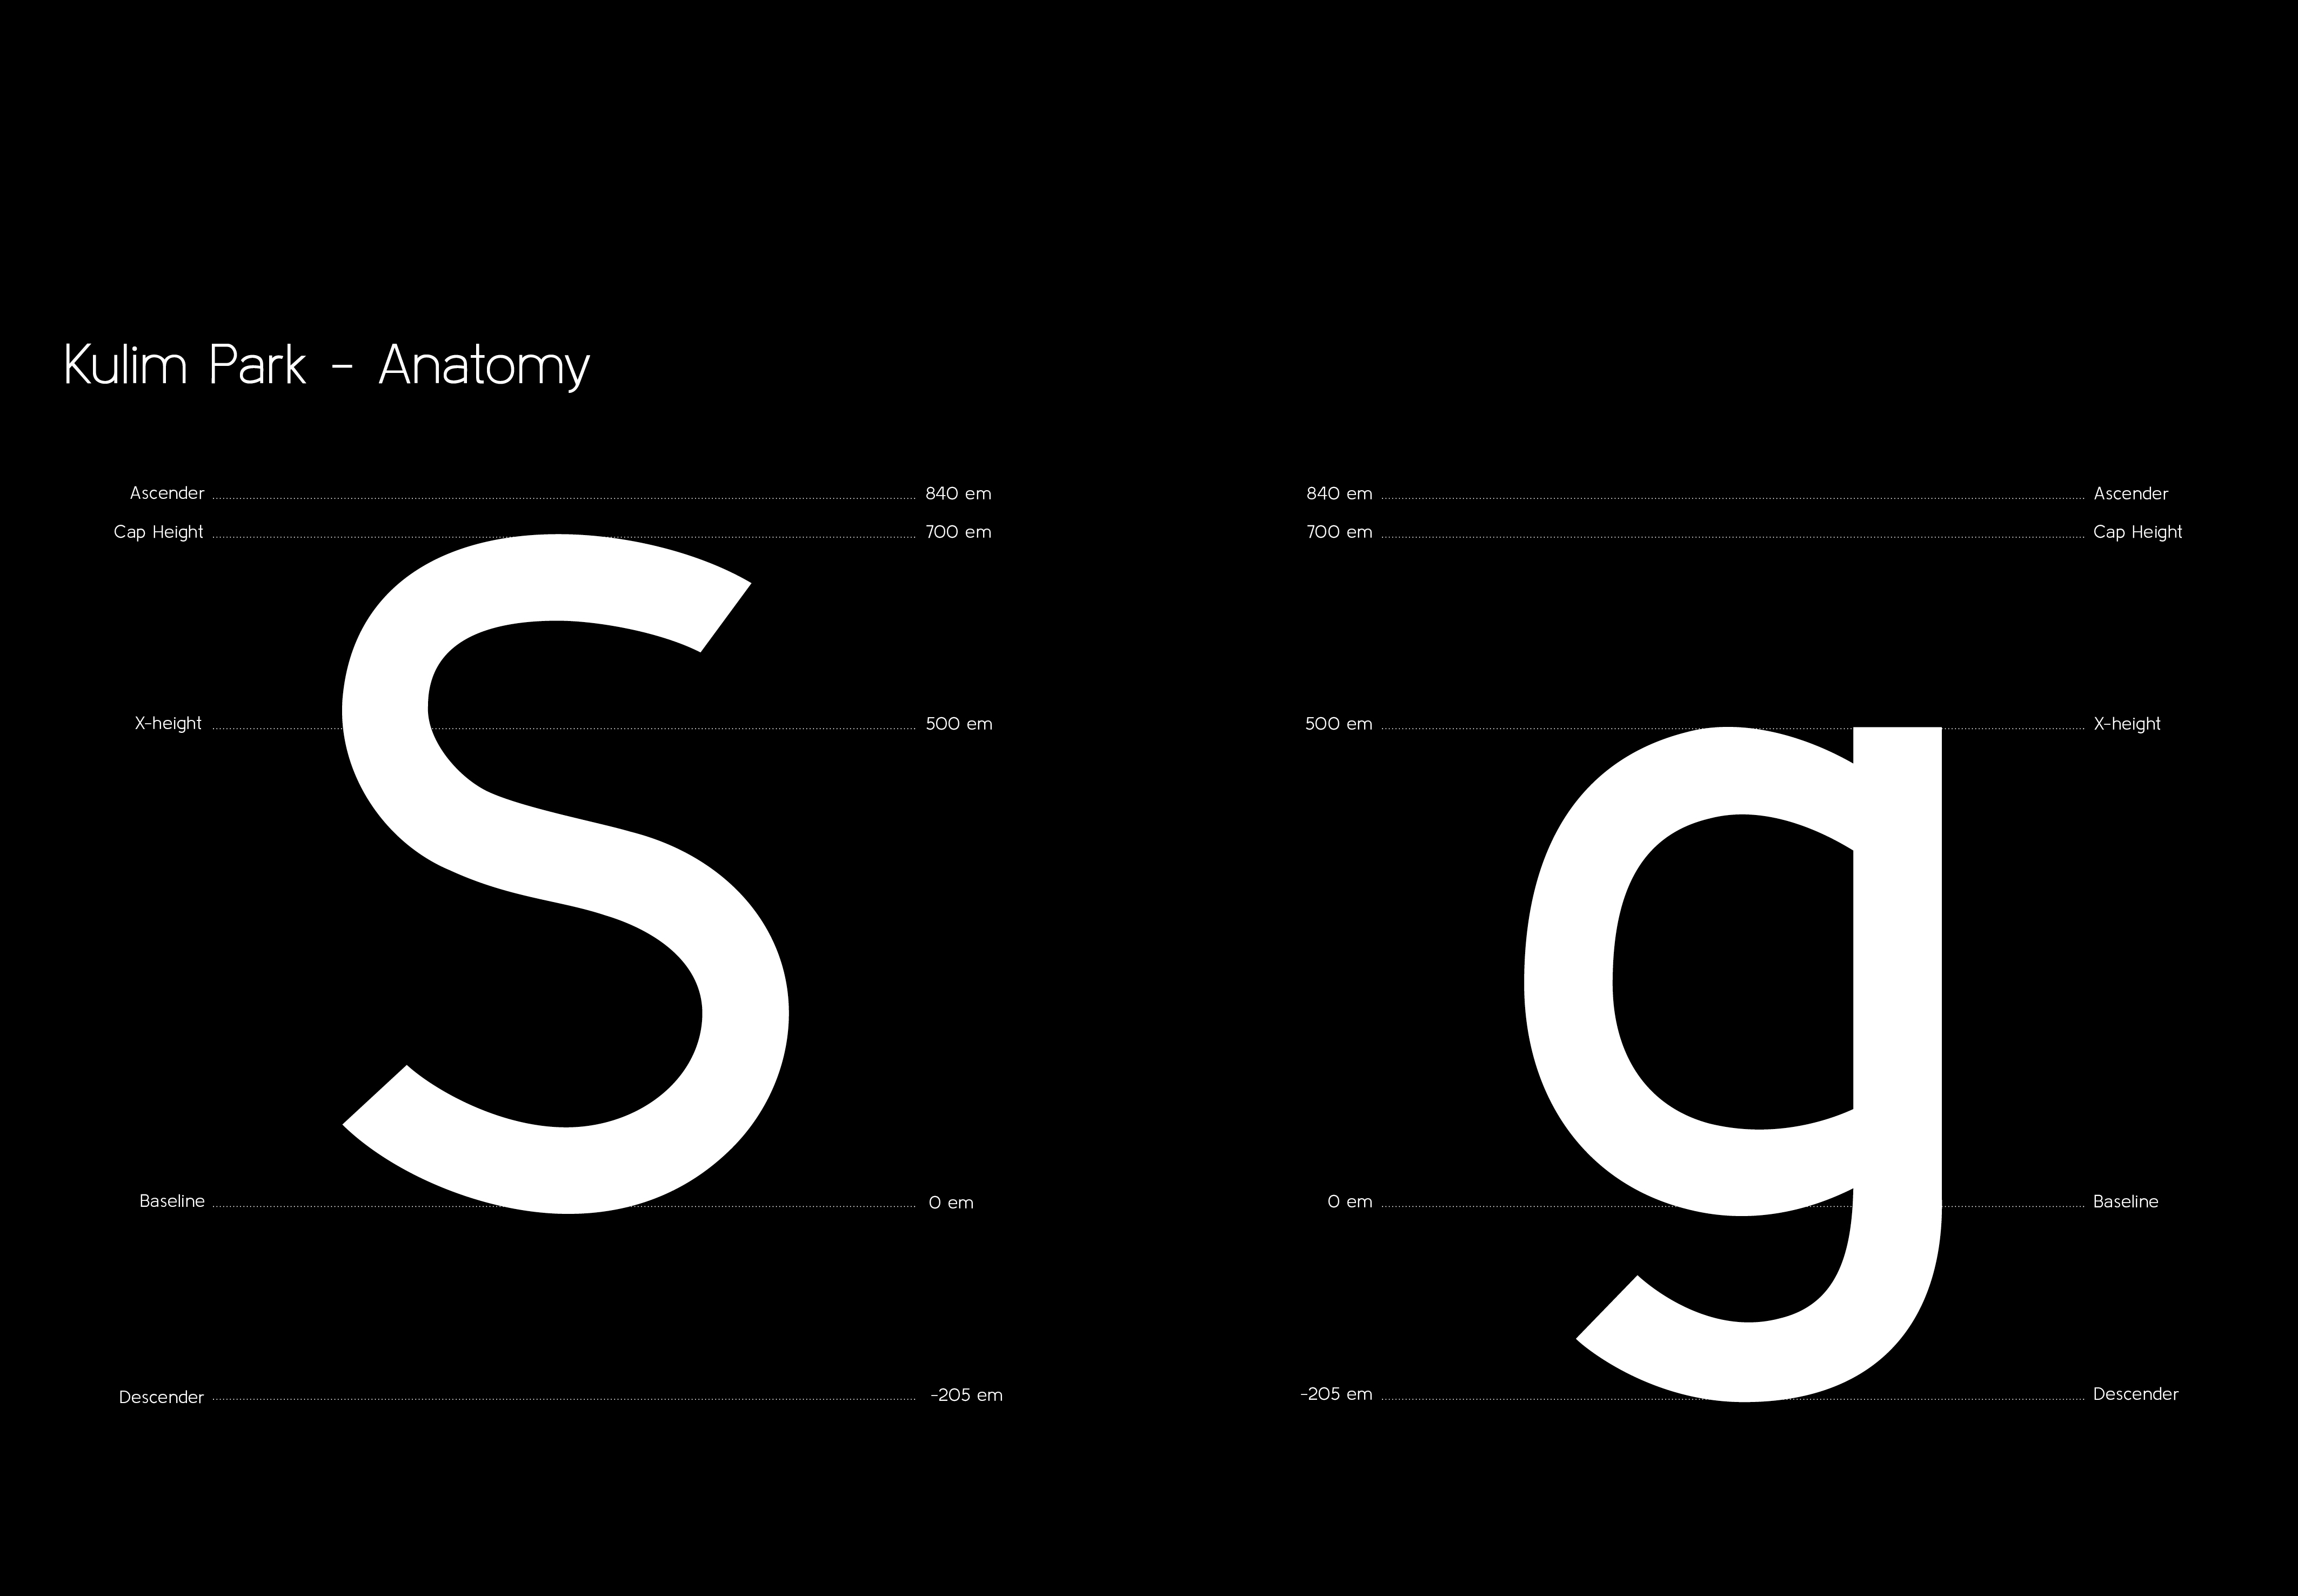 Kulim Park - Anatomy
Ascender 840 em
Cap Height 700 em
X-height 500 em
Baseline 0 em
Descender -205 em
S
840 em Ascender
700 em Cap Height
500 em X-height
0 em Baseline
-205 em Descender
g